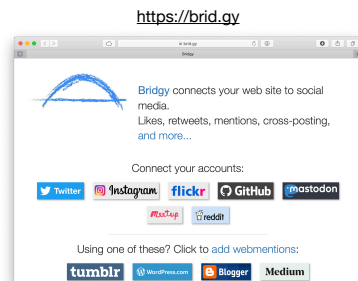 https://brid.gy
brid.gy
Bridgy
Bridgy connects your web site to social
media.
Likes, retweets, mentions, cross-posting,
and more...
Connect your accounts:
Twitter Instagram flickr GitHub mastodon
Meetup reddit
Using one of these? Click to add webmentions:
tumblr WordPress.com Blogger Medium